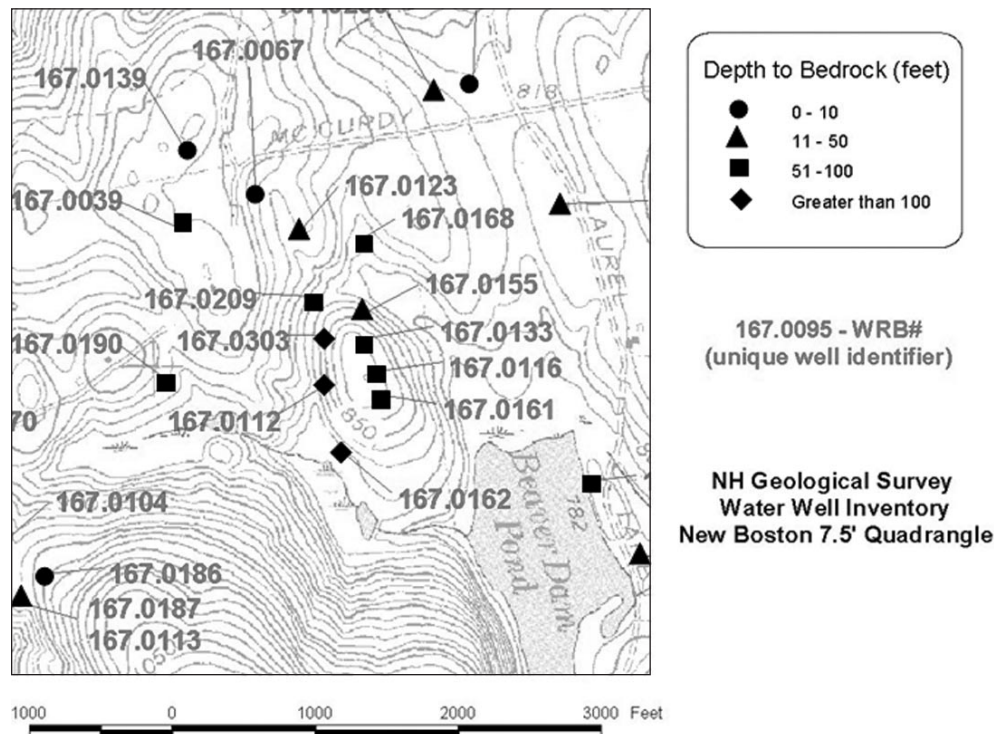 167.0067
167.0139
818
MC CURDY
167.0039
167.0123
167.0168
AUREL
167.0155
167.0209
167.0133
167.0303
167.0190
167.0116
167.0161
167.0112
850
70
167.0162
Beaver Dam
Pond
782
167.0104
167.0186
167.0187
167.0113
Depth to Bedrock (feet)
0 - 10
11 - 50
51 -100
Greater than 100
167.0095 - WRB#
(unique well identifier)
NH Geological Survey
Water Well Inventory
New Boston 7.5' Quadrangle
1000 0 1000 2000 3000 Feet